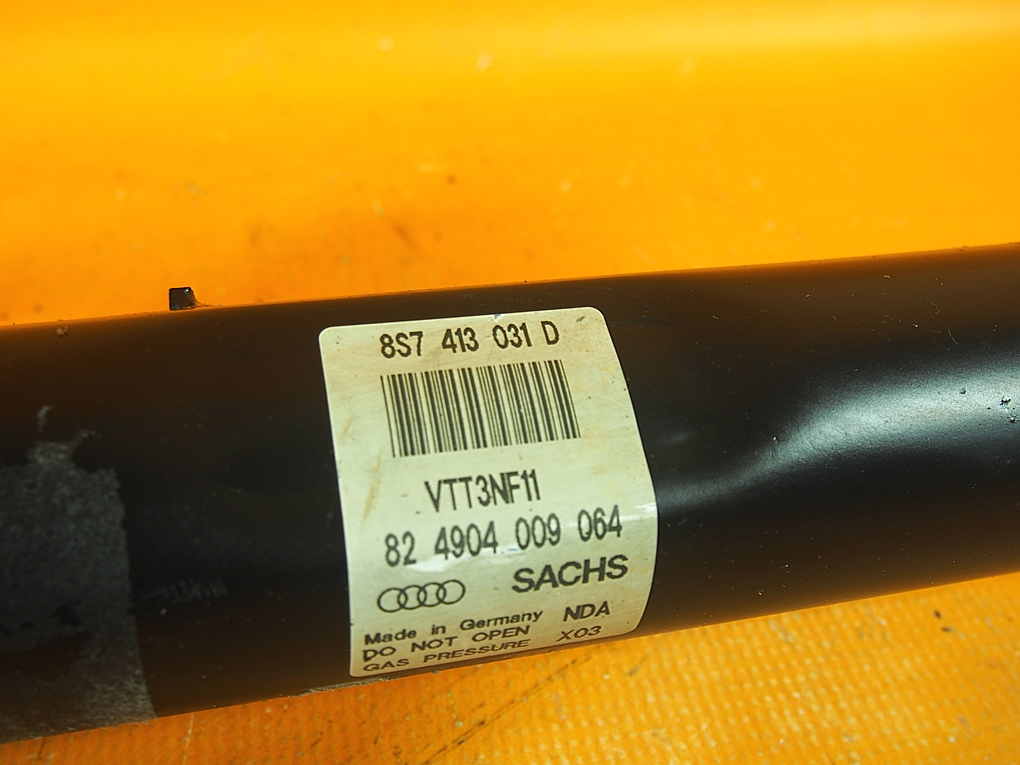 8S7 413 031 D
VTT3NF11
82 4904 009 064
SACHS
Made in Germany NDA
DO NOT OPEN X03
GAS PRESSURE